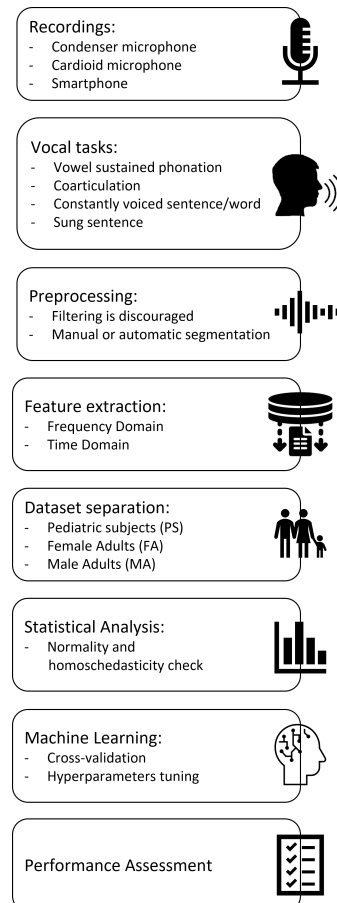 Recordings:
- Condenser microphone
- Cardioid microphone
- Smartphone
Vocal tasks:
- Vowel sustained phonation
- Coarticulation
- Constantly voiced sentence/word
- Sung sentence
Preprocessing:
- Filtering is discouraged
- Manual or automatic segmentation
Feature extraction:
- Frequency Domain
- Time Domain
Dataset separation:
- Pediatric subjects (PS)
- Female Adults (FA)
- Male Adults (MA)
Statistical Analysis:
- Normality and
homoschedasticity check
Machine Learning:
- Cross-validation
- Hyperparameters tuning
Performance Assessment